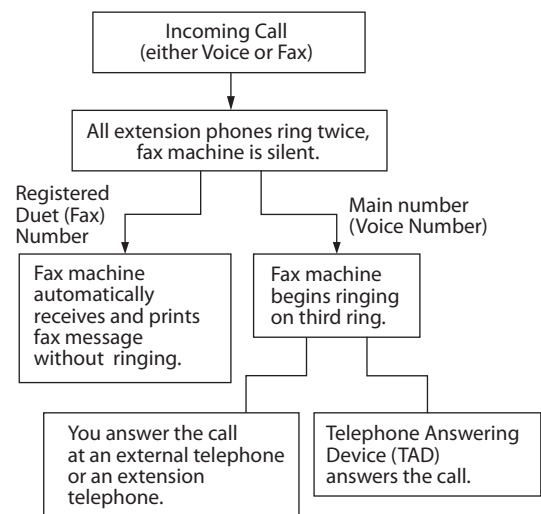 Incoming Call
(either Voice or Fax)
All extension phones ring twice,
fax machine is silent.
Registered
Duet (Fax)
Number
Main number
(Voice Number)
Fax machine
automatically
receives and prints
fax message
without ringing.
Fax machine
begins ringing
on third ring.
You answer the call
at an external telephone
or an extension
telephone.
Telephone Answering
Device (TAD)
answers the call.